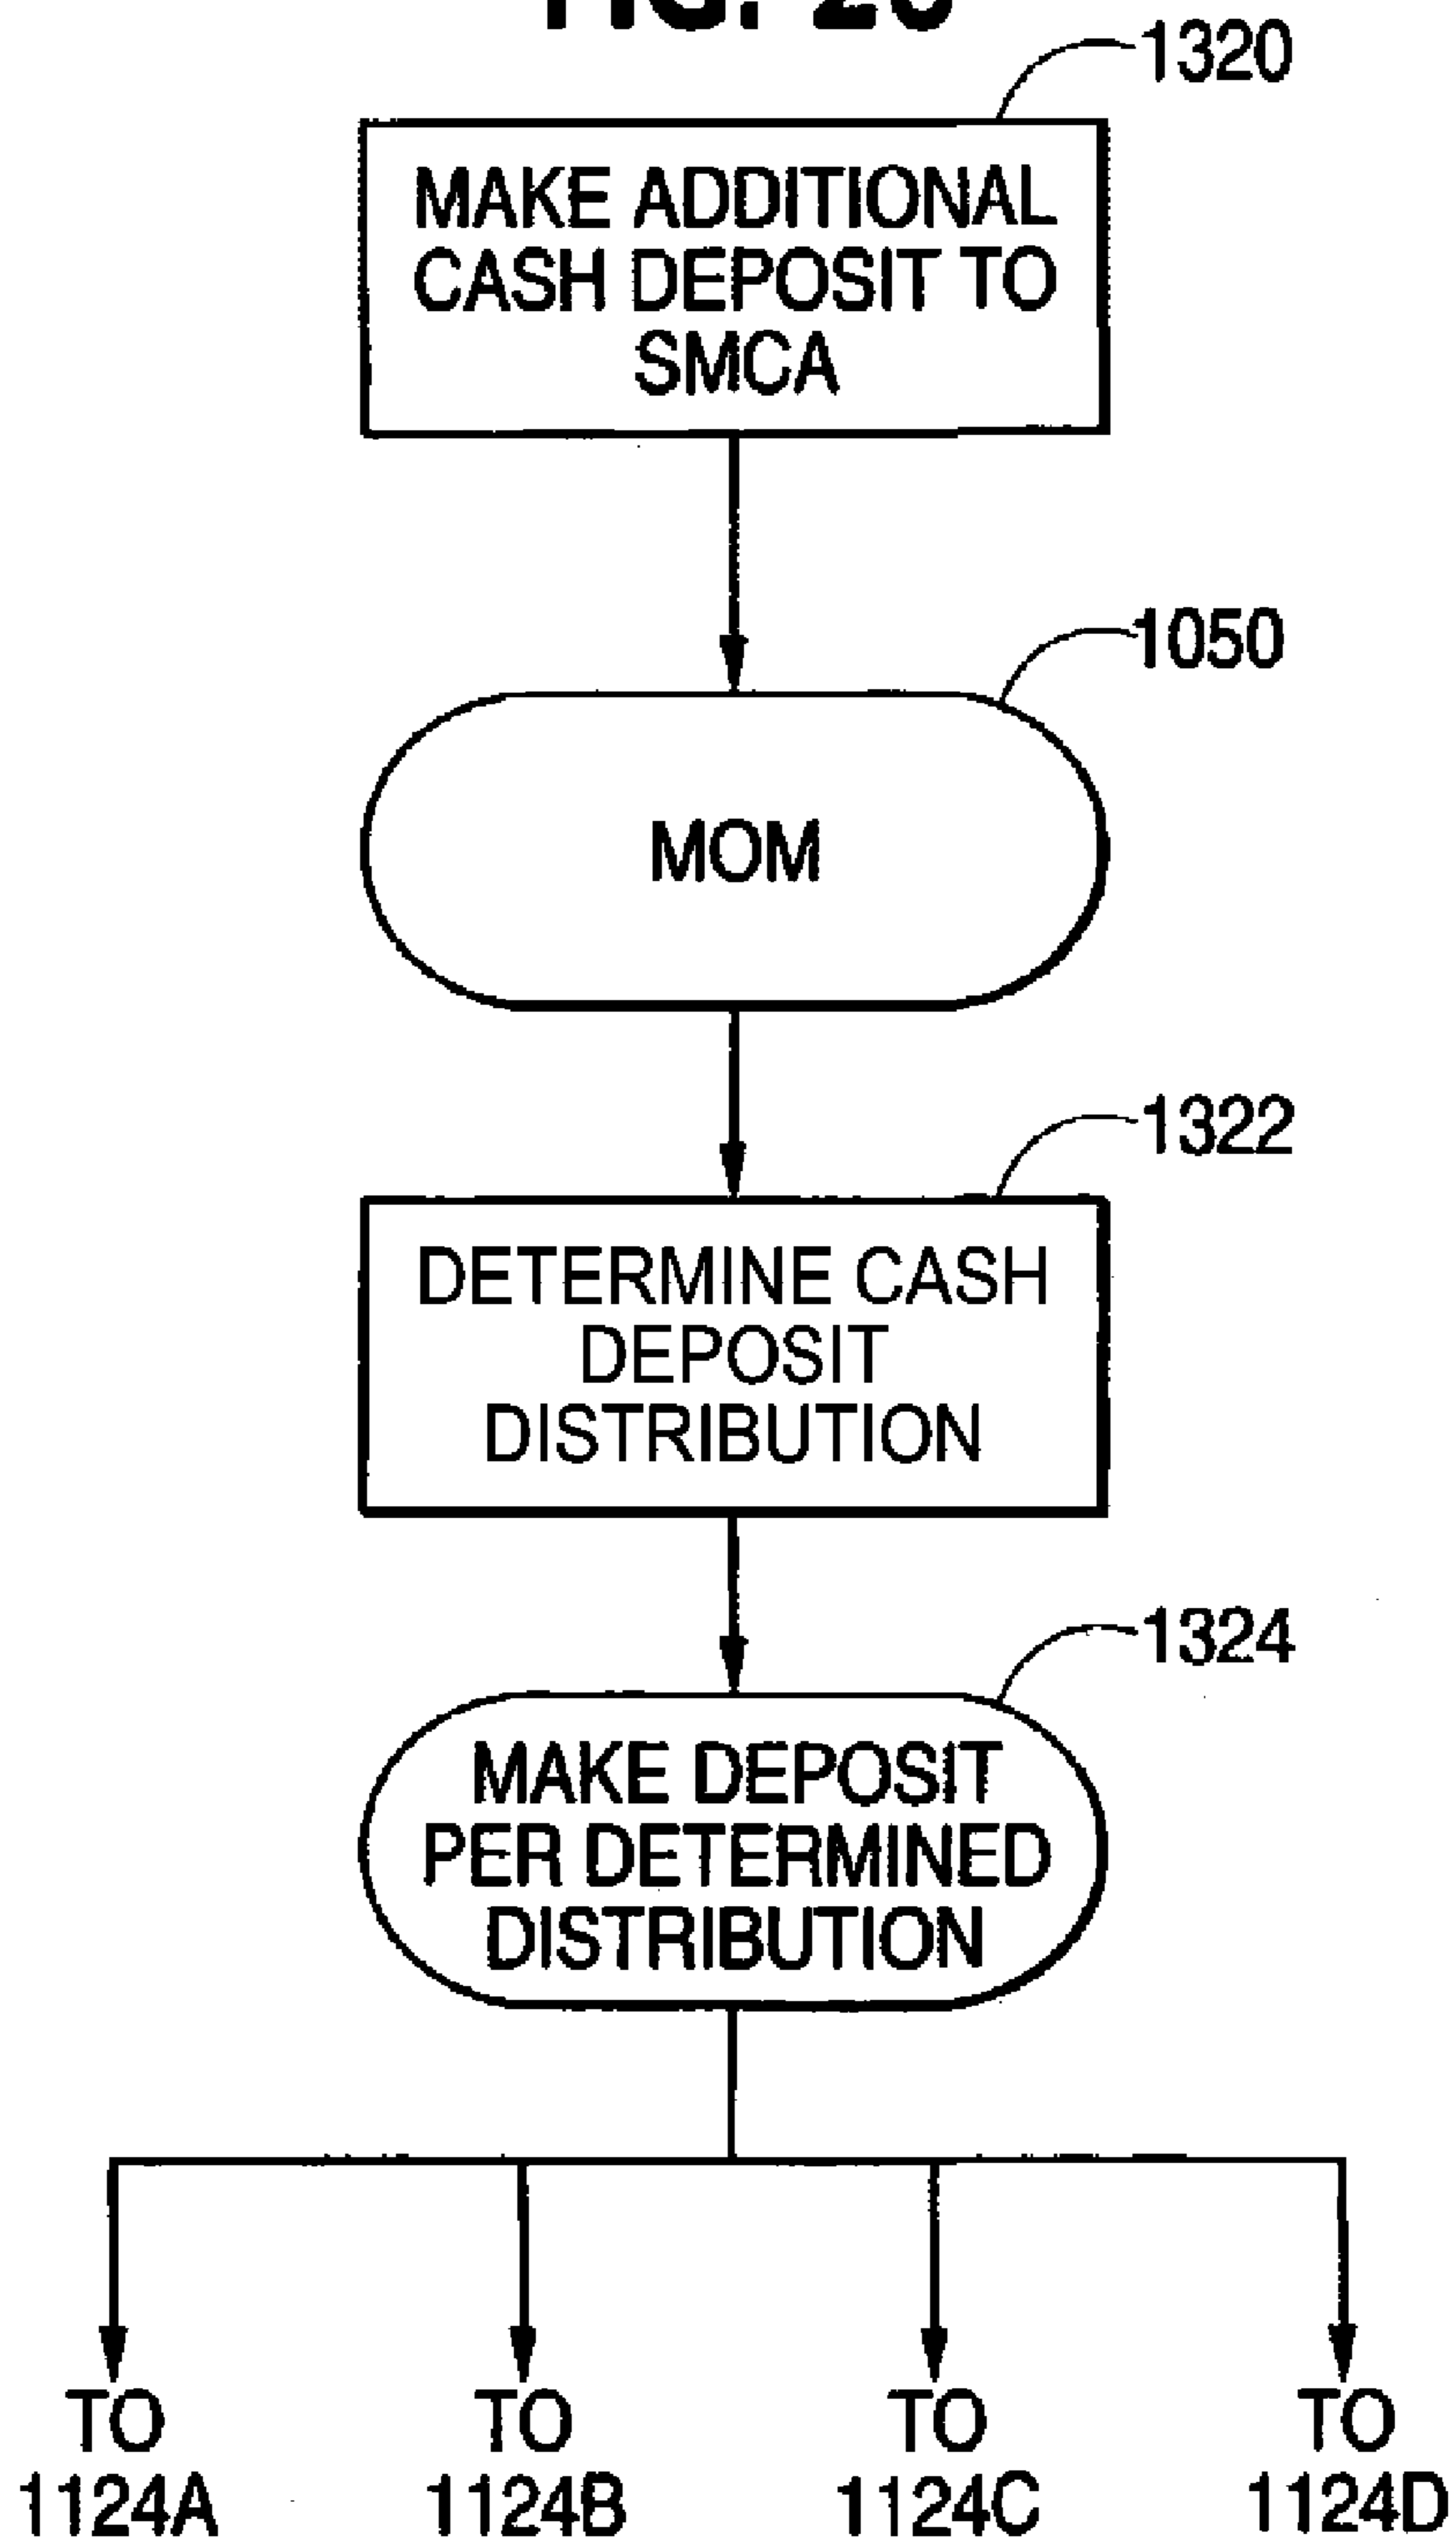 1320
MAKE ADDITIONAL
CASH DEPOSIT TO
SMCA
1050
MOM
1322
DETERMINE CASH
DEPOSIT
DISTRIBUTION
1324
MAKE DEPOSIT
PER DETERMINED
DISTRIBUTION
TO
1124A
TO
1124B
TO
1124C
TO
1124D